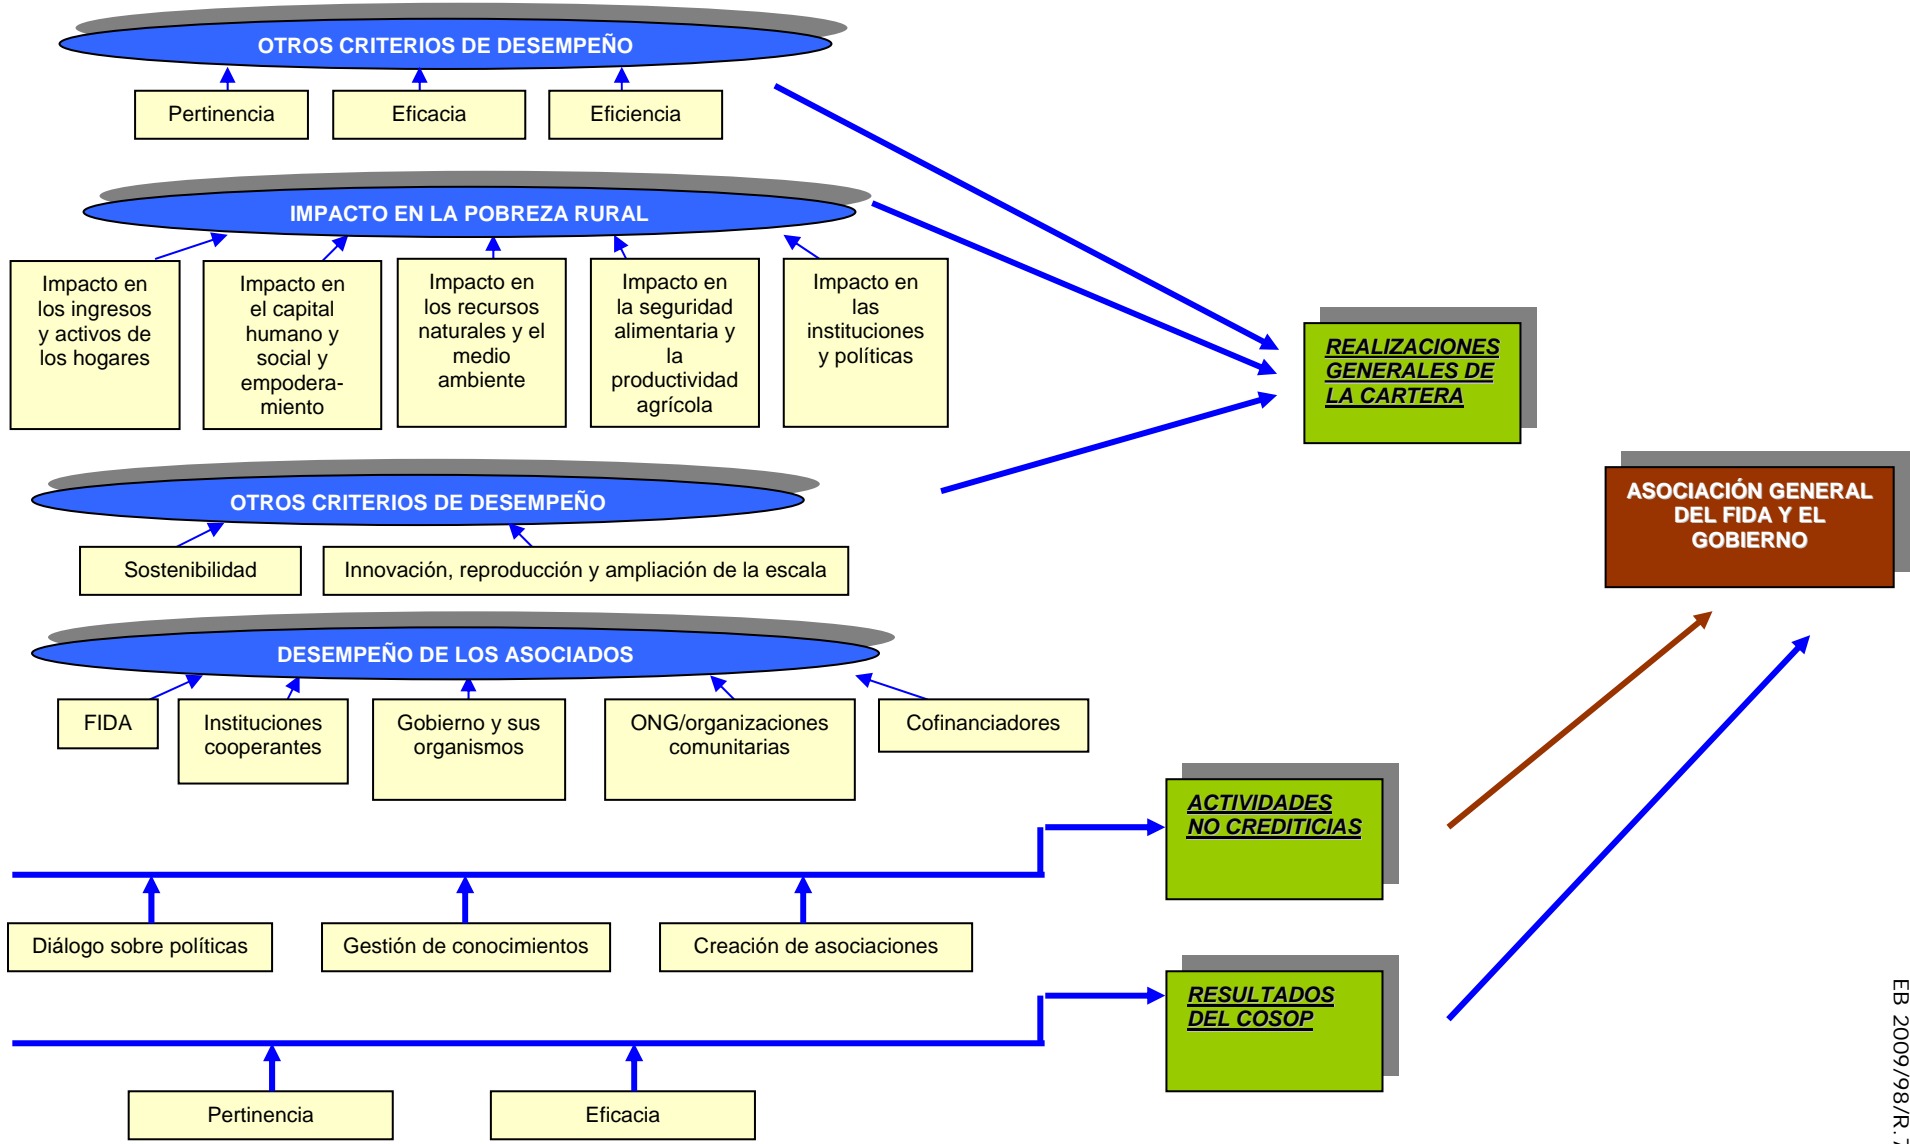 OTROS CRITERIOS DE DESEMPEÑO
Pertinencia
Eficacia
Eficiencia
IMPACTO EN LA POBREZA RURAL
Impacto en
los ingresos
y activos de
los hogares
Impacto en
el capital
humano y
social y
empodera-
miento
Impacto en
los recursos
naturales y el
medio
ambiente
Impacto en
la seguridad
alimentaria y
la
productividad
agrícola
Impacto en
las
instituciones
y políticas
REALIZACIONES
GENERALES DE
LA CARTERA
OTROS CRITERIOS DE DESEMPEÑO
Sostenibilidad
Innovación, reproducción y ampliación de la escala
ASOCIACIÓN GENERAL
DEL FIDA Y EL
GOBIERNO
DESEMPEÑO DE LOS ASOCIADOS
FIDA
Instituciones
cooperantes
Gobierno y sus
organismos
ONG/organizaciones
comunitarias
Cofinanciadores
ACTIVIDADES
NO CREDITICIAS
Diálogo sobre políticas
Gestión de conocimientos
Creación de asociaciones
RESULTADOS
DEL COSOP
Pertinencia
Eficacia
EB 2009/98/R.7